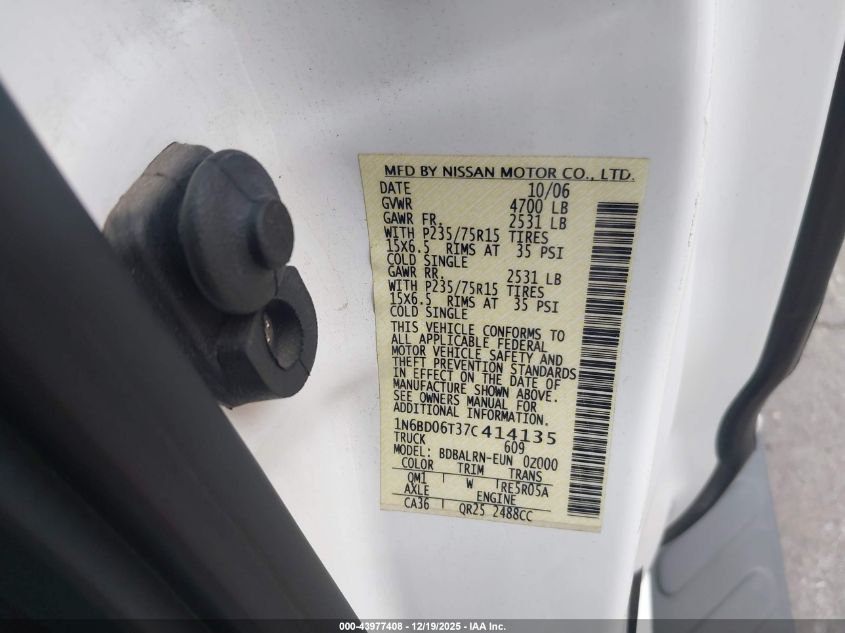 MFD BY NISSAN MOTOR CO., LTD.
DATE 10/06
GVWR 4700 LB
GAWR FR. 2531 LB
WITH P235/75R15 TIRES
15X6.5 RIMS AT 35 PSI
COLD SINGLE
GAWR RR. 2531 LB
WITH P235/75R15 TIRES
15X6.5 RIMS AT 35 PSI
COLD SINGLE
THIS VEHICLE CONFORMS TO
ALL APPLICABLE FEDERAL
MOTOR VEHICLE SAFETY AND
THEFT PREVENTION STANDARDS
IN EFFECT ON THE DATE OF
MANUFACTURE SHOWN ABOVE.
SEE OWNERS MANUAL FOR
ADDITIONAL INFORMATION.
1N6BD06T37C414135
TRUCK 609
MODEL: BDBALRN-EUN 0Z000
COLOR TRIM TRANS
QM1 W RE5R05A
AXLE ENGINE
CA36 QR25 2488CC
000-43977408 - 12/19/2025 - IAA Inc.